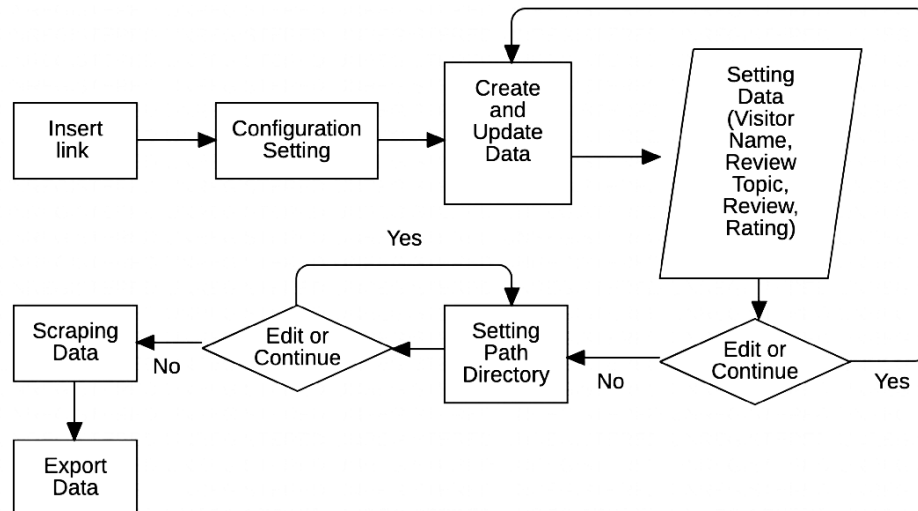 Insert
link
Configuration
Setting
Create
and
Update
Data
Setting
Data
(Visitor
Name,
Review
Topic,
Review,
Rating)
Edit or
Continue
Yes
No
Setting
Path
Directory
Yes
Edit or
Continue
No
Scraping
Data
Export
Data